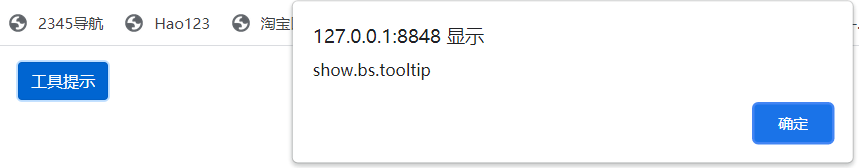 2345导航 Hao123 淘宝
127.0.0.1:8848 显示
show.bs.tooltip
工具提示
确定